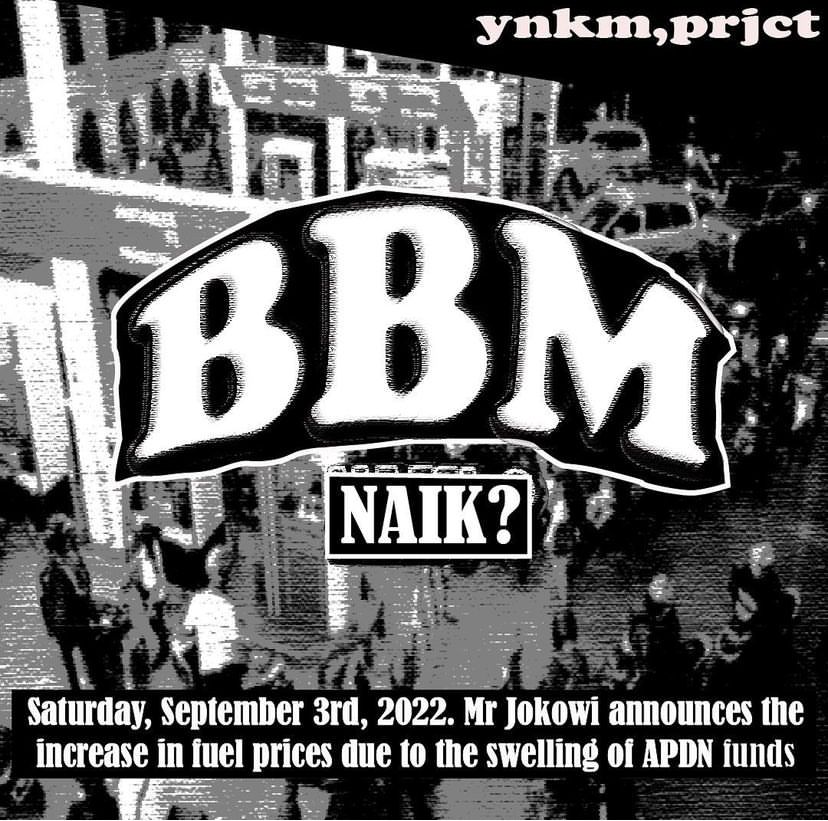 ynkm,prjct
BBM
NAIK?
Saturday, September 3rd, 2022. Mr Jokowi announces the
increase in fuel prices due to the swelling of APDN funds